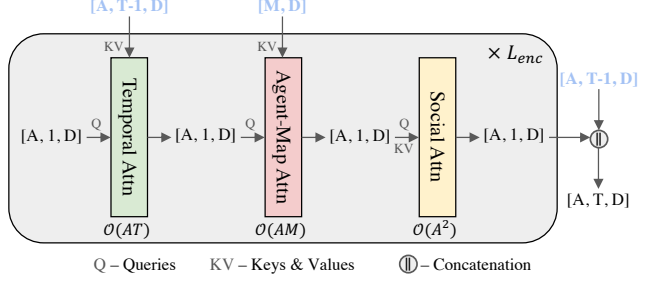 [A, T-1, D]
[M, D]
KV
KV
× L_enc
[A, T-1, D]
Temporal Attn
Agent-Map Attn
Social Attn
[A, 1, D]
Q
[A, 1, D]
Q
[A, 1, D]
Q
KV
[A, 1, D]
[A, T, D]
O(AT)
O(AM)
O(A²)
Q – Queries
KV – Keys & Values
– Concatenation